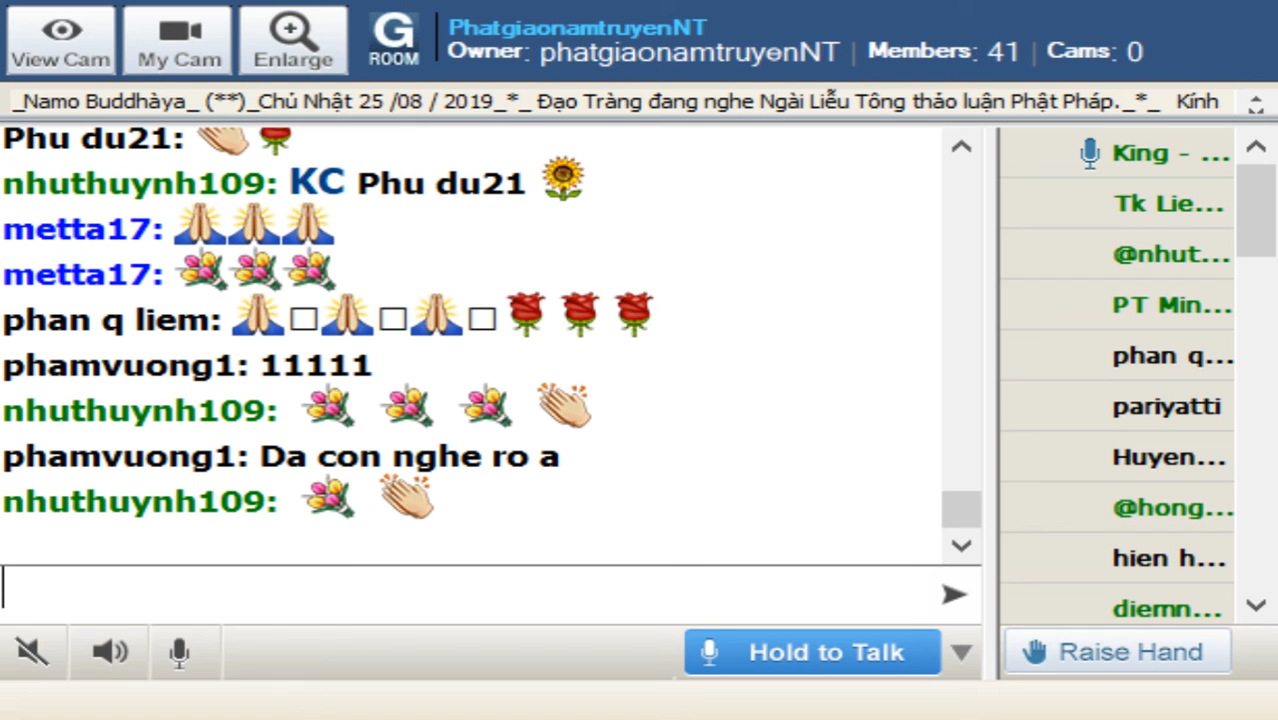 View Cam
My Cam
Enlarge
G
ROOM
PhatgiaonamtruyenNT
Owner: phatgiaonamtruyenNT | Members: 41 | Cams: 0
_Namo Buddhàya_ (**)_Chủ Nhật 25 /08 / 2019_*_ Đạo Tràng đang nghe Ngài Liễu Tông thảo luận Phật Pháp._*_ Kính
Phu du21:
nhuthuynh109: KC Phu du21
metta17:
metta17:
phan q liem:
phamvuong1: 11111
nhuthuynh109:
phamvuong1: Da con nghe ro a
nhuthuynh109:
King - ...
Tk Lie...
@nhut...
PT Min...
phan q...
pariyatti
Huyen...
@hong...
hien h...
diemn...
Hold to Talk
Raise Hand